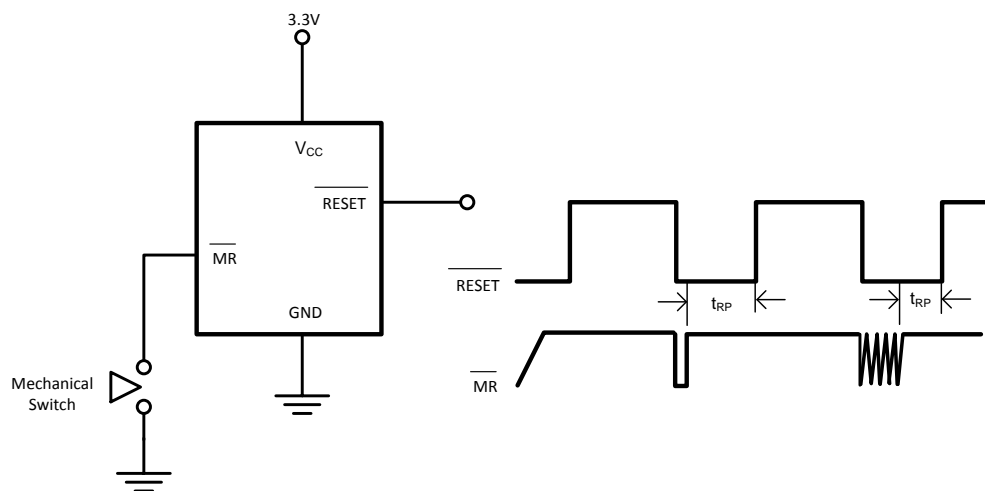 3.3V
VCC
RESET
MR
GND
Mechanical
Switch
RESET
tRP
tRP
MR